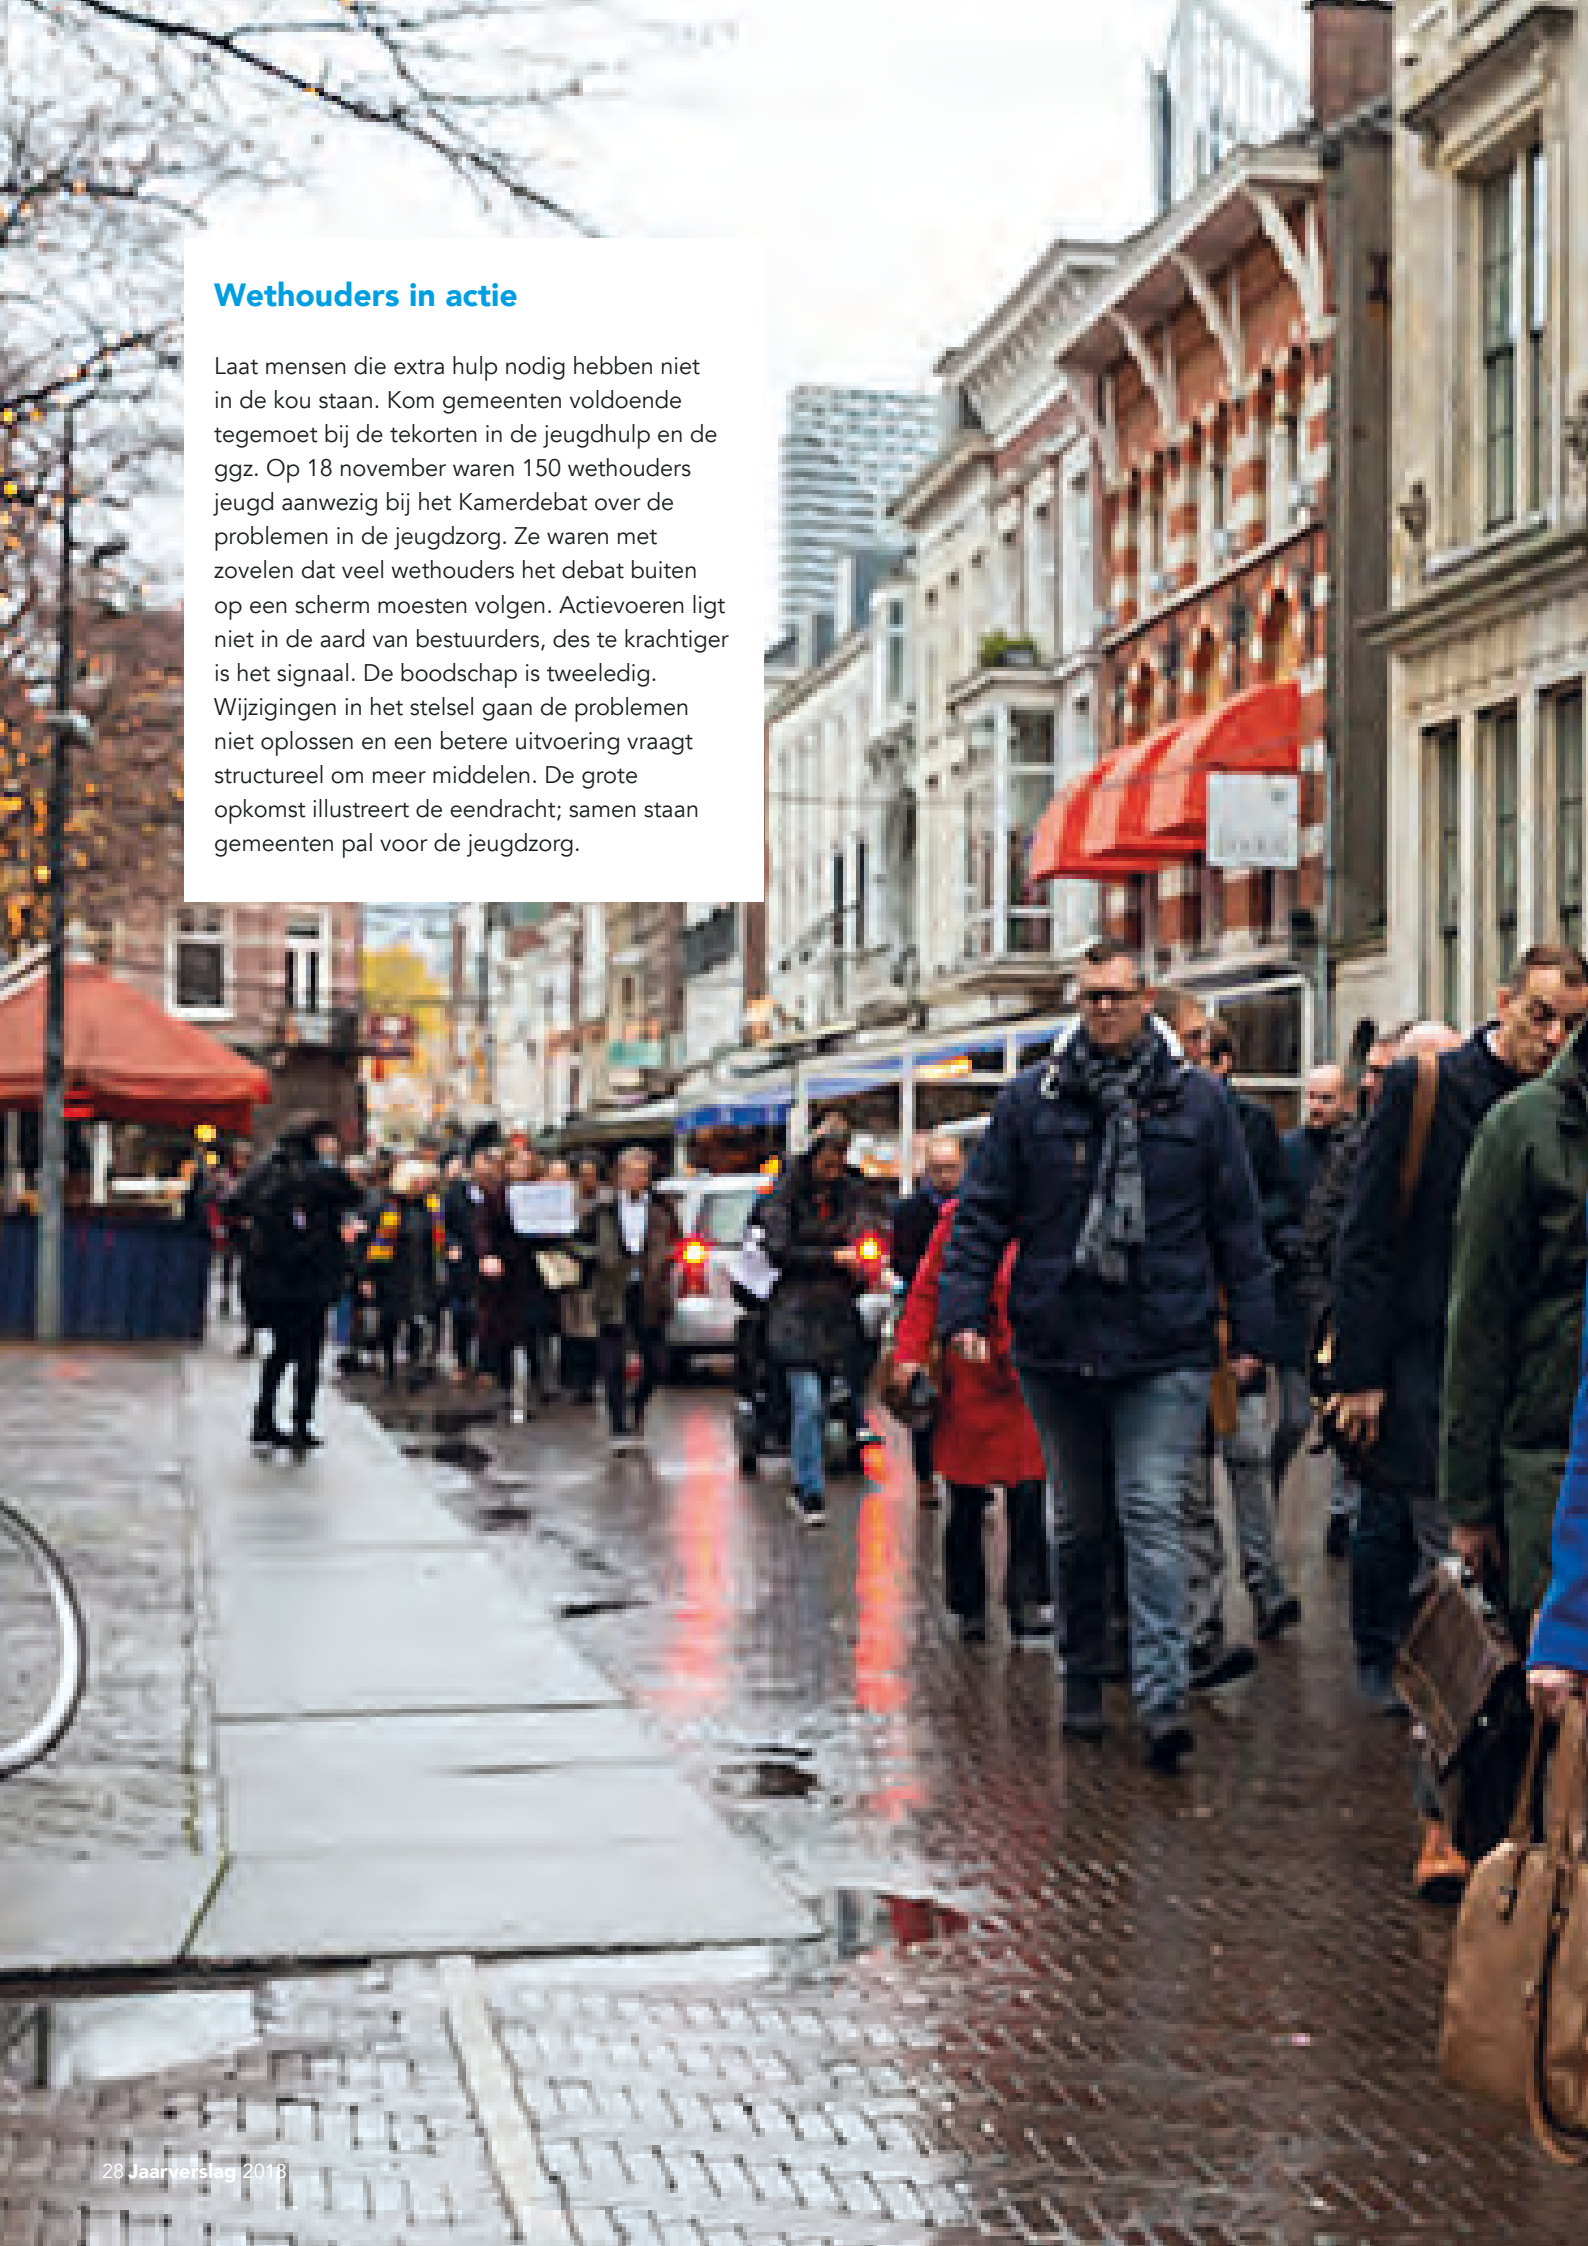 Wethouders in actie
Laat mensen die extra hulp nodig hebben niet
in de kou staan. Kom gemeenten voldoende
tegemoet bij de tekorten in de jeugdhulp en de
ggz. Op 18 november waren 150 wethouders
jeugd aanwezig bij het Kamerdebat over de
problemen in de jeugdzorg. Ze waren met
zovelen dat veel wethouders het debat buiten
op een scherm moesten volgen. Actievoeren ligt
niet in de aard van bestuurders, des te krachtiger
is het signaal. De boodschap is tweeledig.
Wijzigingen in het stelsel gaan de problemen
niet oplossen en een betere uitvoering vraagt
structureel om meer middelen. De grote
opkomst illustreert de eendracht; samen staan
gemeenten pal voor de jeugdzorg.
28 Jaarverslag 2018